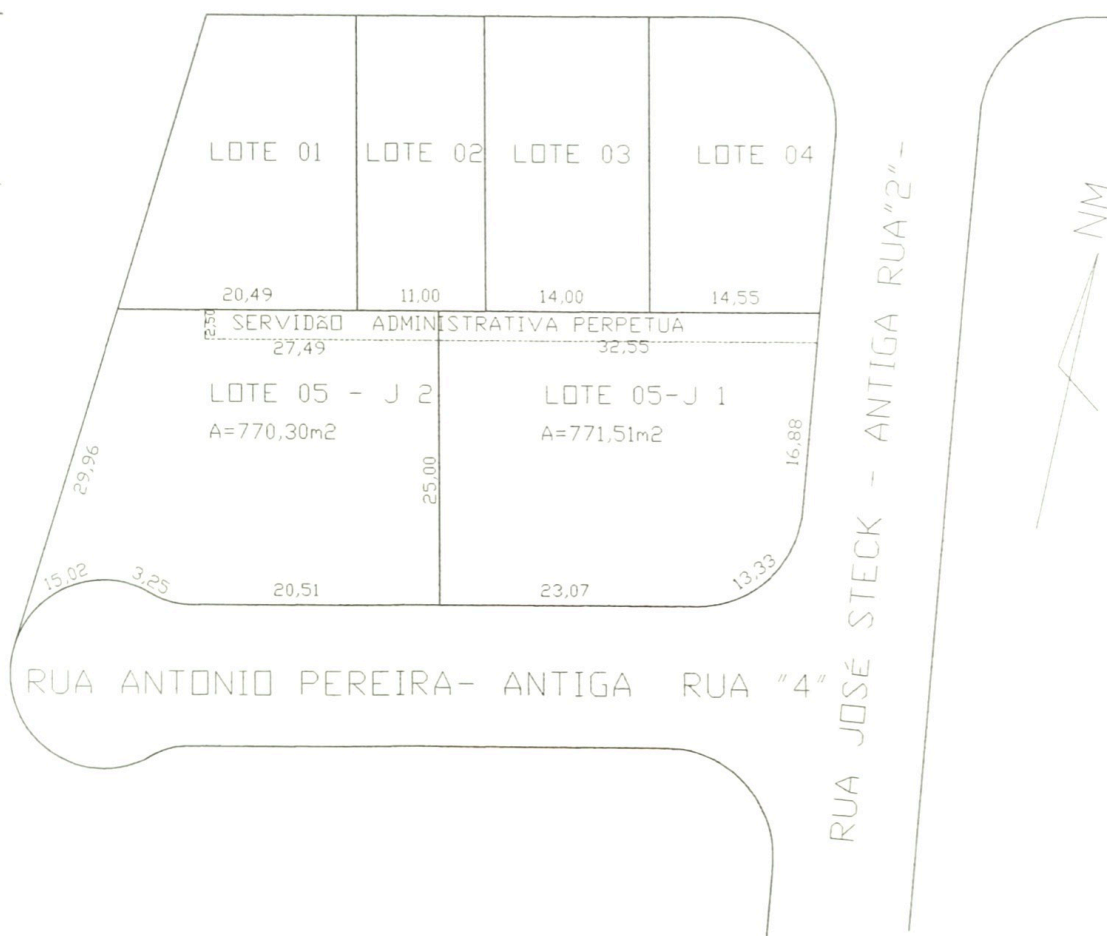 LOTE 01
LOTE 02
LOTE 03
LOTE 04
20,49
11,00
14,00
14,55
2,50
SERVIDãO ADMINISTRATIVA PERPETUA
27,49
32,55
LOTE 05 - J 2
A=770,30m2
LOTE 05-J 1
A=771,51m2
29,96
25,00
16,88
15,02
3,25
20,51
23,07
13,33
RUA ANTONIO PEREIRA- ANTIGA RUA "4"
RUA JOSÉ STECK - ANTIGA RUA"2"-
NM